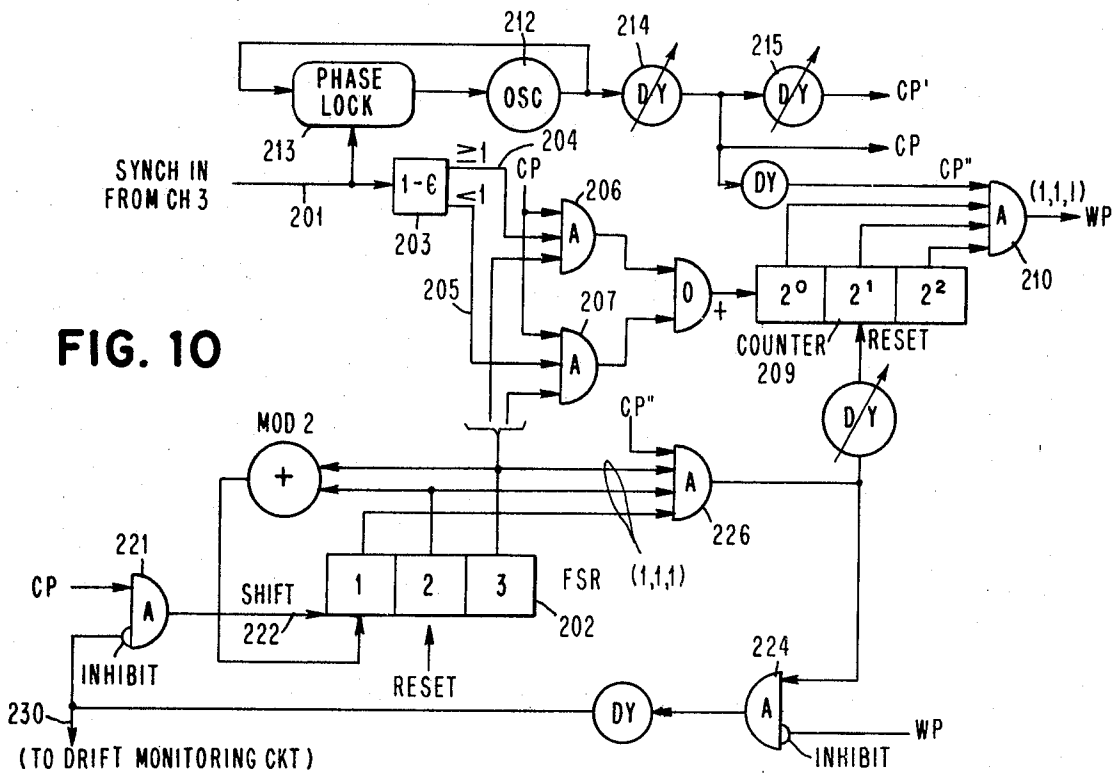 212
214
215
PHASE
LOCK
OSC
DY
DY
CP'
213
≥1
204
CP
CP
SYNCH IN
FROM CH 3
201
1-ϵ
<1
203
206
A
DY
CP"
(1,1,1)
A
WP
210
205
207
A
O
+
2⁰
2¹
2²
COUNTER
209
RESET
FIG. 10
DY
MOD 2
+
CP"
A
226
221
CP
A
SHIFT
222
1
2
3
FSR
(1,1,1)
202
INHIBIT
RESET
224
A
230
DY
WP
INHIBIT
(TO DRIFT MONITORING CKT)